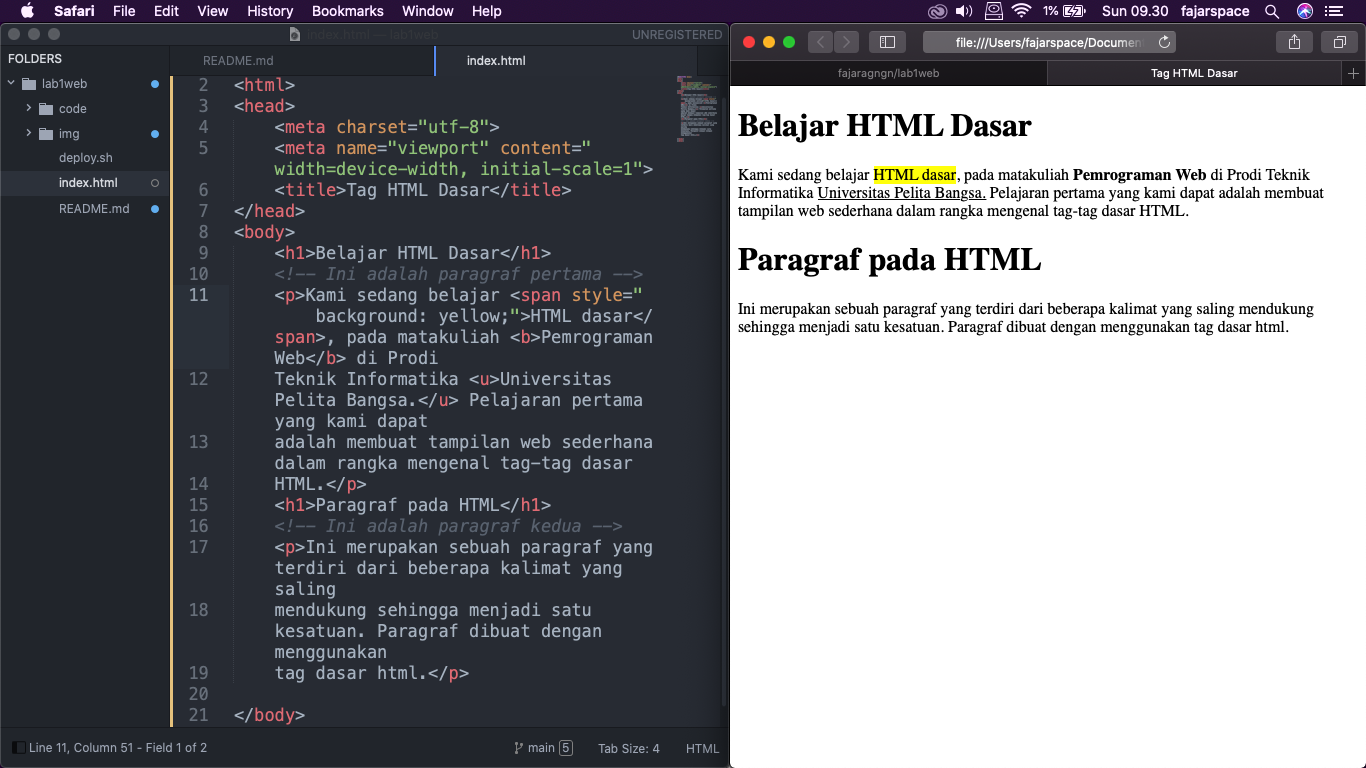 Safari File Edit View History Bookmarks Window Help 1% Sun 09.30 fajarspace
index.html — lab1web UNREGISTERED
FOLDERS
lab1web
code
img
deploy.sh
index.html
README.md
README.md index.html
2 <html>
3 <head>
4 <meta charset="utf-8">
5 <meta name="viewport" content="
width=device-width, initial-scale=1">
6 <title>Tag HTML Dasar</title>
7 </head>
8 <body>
9 <h1>Belajar HTML Dasar</h1>
10 <!-- Ini adalah paragraf pertama -->
11 <p>Kami sedang belajar <span style="
background: yellow;">HTML dasar</
span>, pada matakuliah <b>Pemrograman
Web</b> di Prodi
12 Teknik Informatika <u>Universitas
Pelita Bangsa.</u> Pelajaran pertama
yang kami dapat
13 adalah membuat tampilan web sederhana
dalam rangka mengenal tag-tag dasar
14 HTML.</p>
15 <h1>Paragraf pada HTML</h1>
16 <!-- Ini adalah paragraf kedua -->
17 <p>Ini merupakan sebuah paragraf yang
terdiri dari beberapa kalimat yang
saling
18 mendukung sehingga menjadi satu
kesatuan. Paragraf dibuat dengan
menggunakan
19 tag dasar html.</p>
20
21 </body>
Line 11, Column 51 - Field 1 of 2 main 5 Tab Size: 4 HTML
file:///Users/fajarspace/Documen
fajaragngn/lab1web Tag HTML Dasar
Belajar HTML Dasar
Kami sedang belajar HTML dasar, pada matakuliah Pemrograman Web di Prodi Teknik
Informatika Universitas Pelita Bangsa. Pelajaran pertama yang kami dapat adalah membuat
tampilan web sederhana dalam rangka mengenal tag-tag dasar HTML.
Paragraf pada HTML
Ini merupakan sebuah paragraf yang terdiri dari beberapa kalimat yang saling mendukung
sehingga menjadi satu kesatuan. Paragraf dibuat dengan menggunakan tag dasar html.